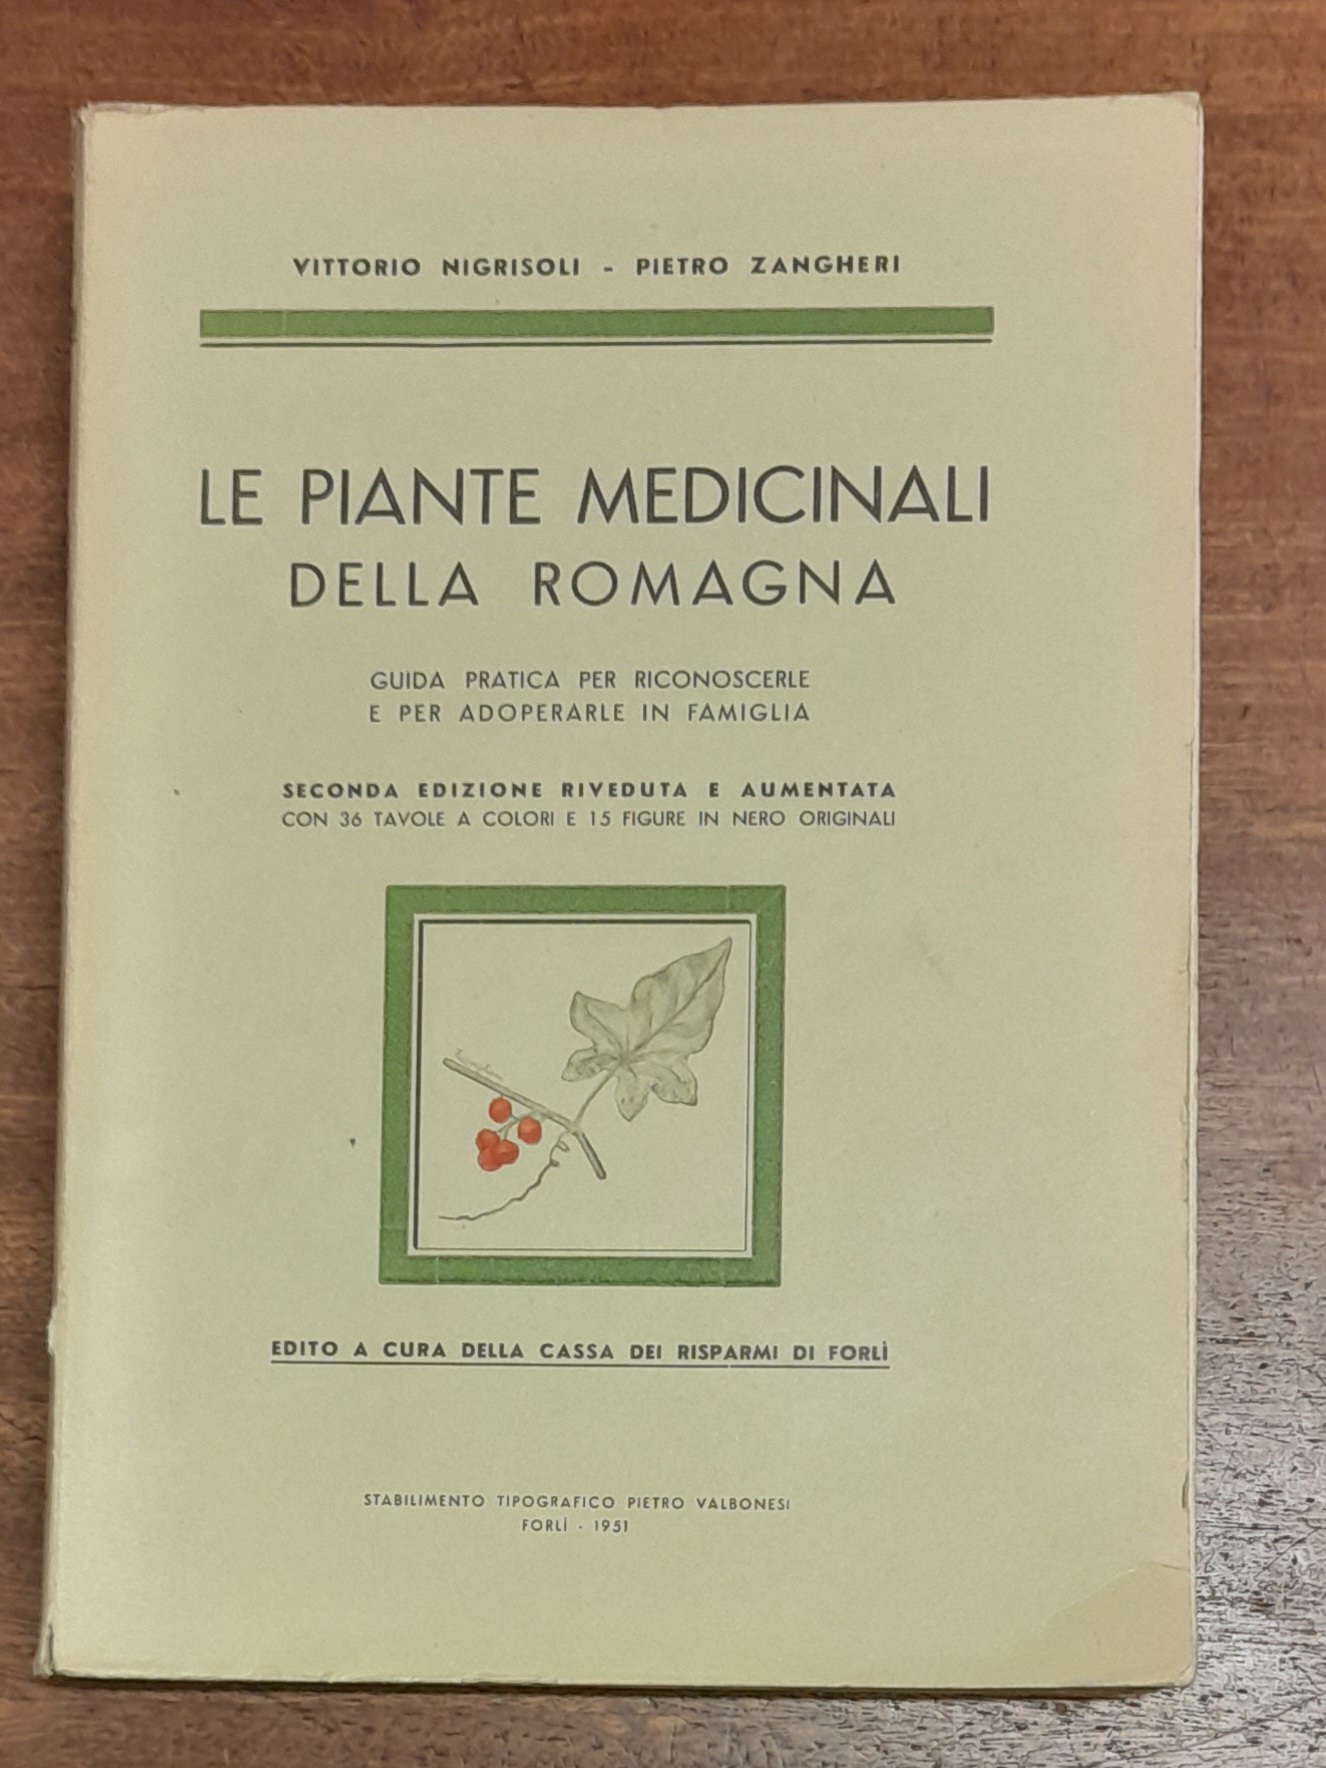 VITTORIO NIGRISOLI - PIETRO ZANGHERI
LE PIANTE MEDICINALI
DELLA ROMAGNA
GUIDA PRATICA PER RICONOSCERLE
E PER ADOPERARLE IN FAMIGLIA
SECONDA EDIZIONE RIVEDUTA E AUMENTATA
CON 36 TAVOLE A COLORI E 15 FIGURE IN NERO ORIGINALI
EDITO A CURA DELLA CASSA DEI RISPARMI DI FORLÌ
STABILIMENTO TIPOGRAFICO PIETRO VALBONESI
FORLÌ - 1951